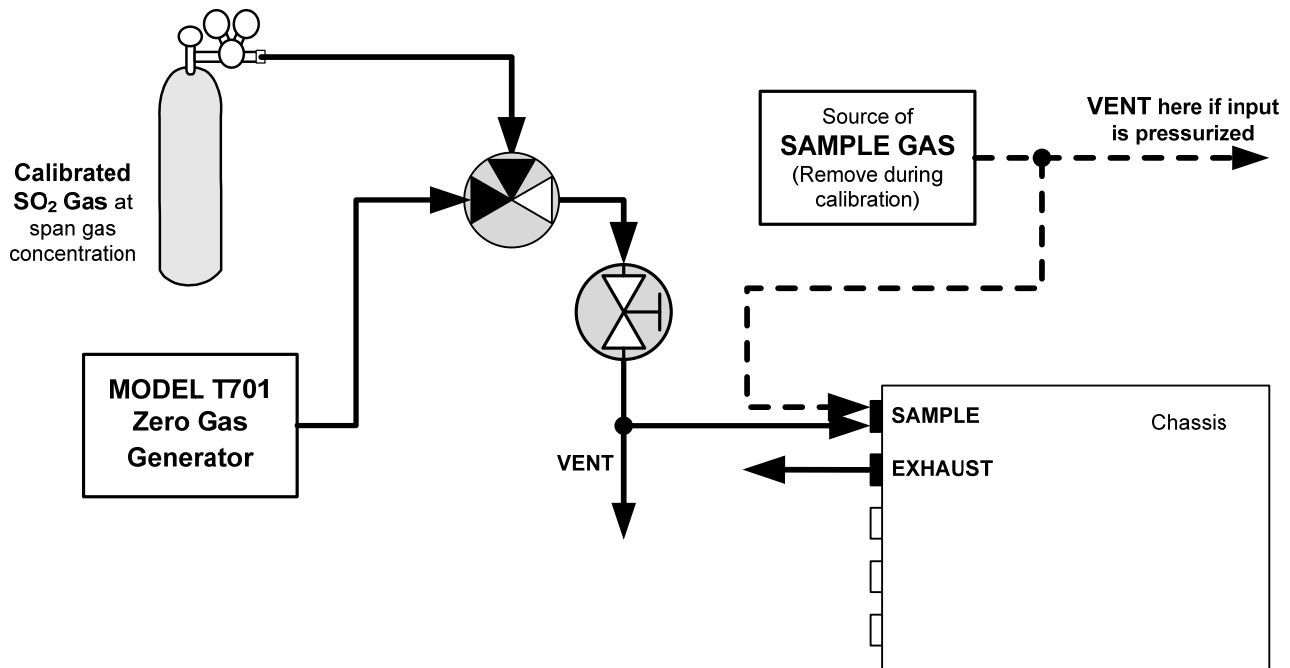 Calibrated
SO₂ Gas at
span gas
concentration
MODEL T701
Zero Gas
Generator
VENT
Source of
SAMPLE GAS
(Remove during
calibration)
VENT here if input
is pressurized
SAMPLE
Chassis
EXHAUST